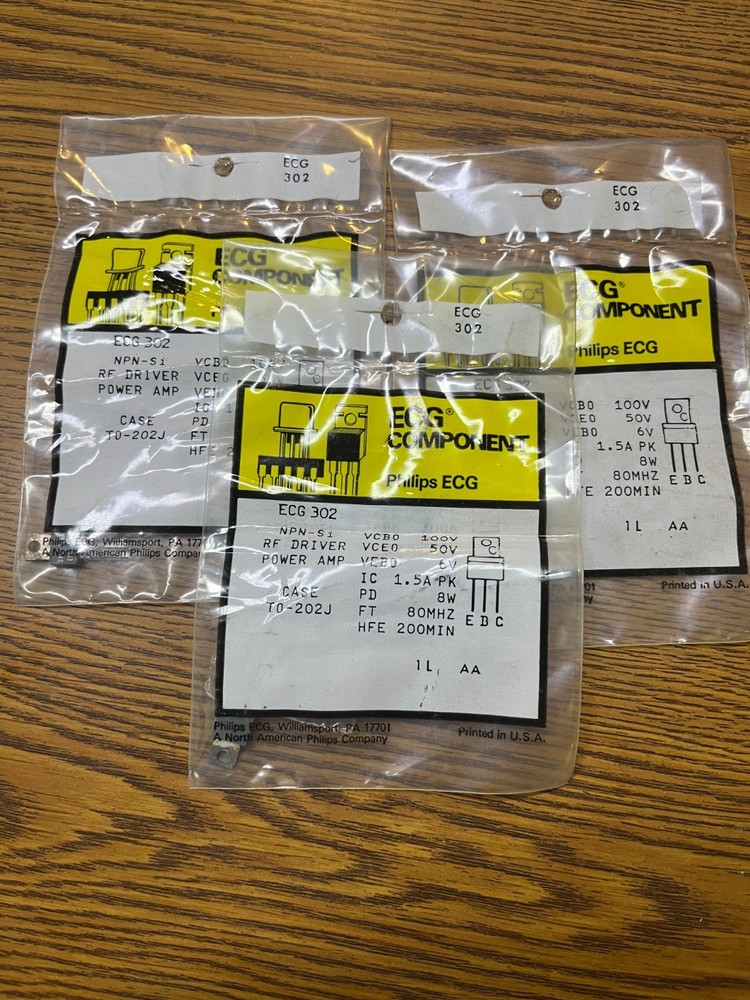 ECG
302
ECG
COMPONENT
ECG 302
NPN-Si VCBO
RF DRIVER
POWER AMP
CASE PD
TO-202J FT
HFE
Philips ECG, Williamsport, PA
A North American Philips Company
ECG
302
ECG®
COMPONENT
Philips ECG
100V
50V
6V
1.5A PK
8W
80MHZ
200MIN
E B C
1L AA
Printed in U.S.A.
ECG
302
ECG®
COMPONENT
Philips ECG
ECG 302
NPN-Si VCBO 100V
RF DRIVER VCEO 50V
POWER AMP VEBO 6V
IC 1.5A PK
CASE PD 8W
TO-202J FT 80MHZ
HFE 200MIN
E B C
1L AA
Philips ECG, Williamsport, PA 17701
A North American Philips Company
Printed in U.S.A.